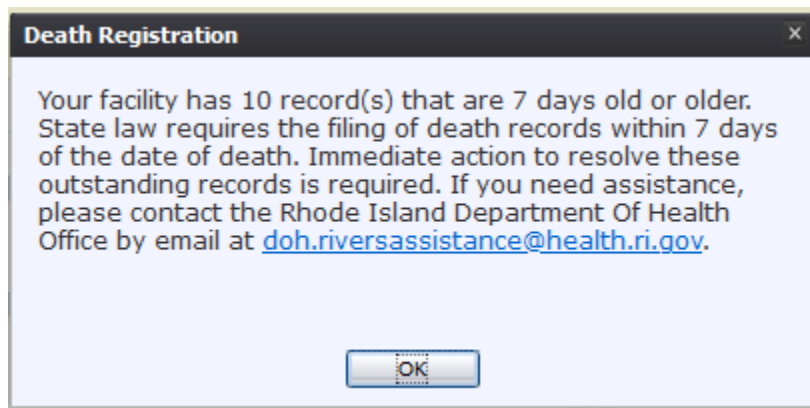 Death Registration
Your facility has 10 record(s) that are 7 days old or older.
State law requires the filing of death records within 7 days
of the date of death. Immediate action to resolve these
outstanding records is required. If you need assistance,
please contact the Rhode Island Department Of Health
Office by email at doh.riversassistance@health.ri.gov.
OK